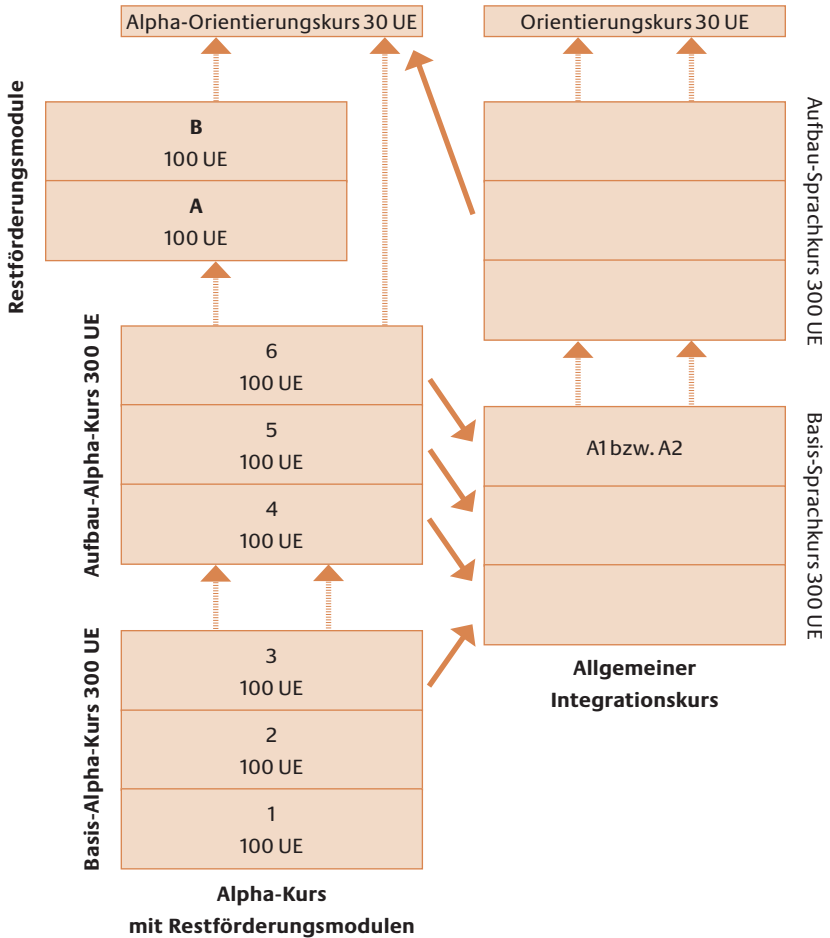 Alpha-Orientierungskurs 30 UE
Orientierungskurs 30 UE
Restförderungsmodule
B
100 UE
A
100 UE
Aufbau-Sprachkurs 300 UE
Aufbau-Alpha-Kurs 300 UE
6
100 UE
5
100 UE
4
100 UE
A1 bzw. A2
Basis-Sprachkurs 300 UE
Basis-Alpha-Kurs 300 UE
3
100 UE
2
100 UE
1
100 UE
Allgemeiner
Integrationskurs
Alpha-Kurs
mit Restförderungsmodulen